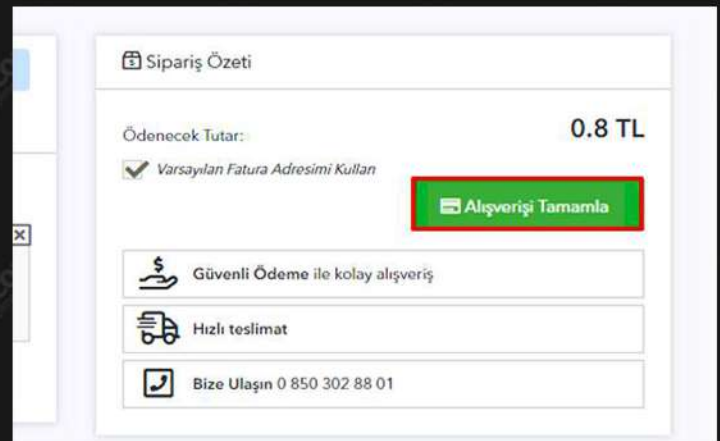 Sipariş Özeti
Ödenecek Tutar:
0.8 TL
Varsayılan Fatura Adresimi Kullan
Alışverişi Tamamla
Güvenli Ödeme ile kolay alışveriş
Hızlı teslimat
Bize Ulaşın 0 850 302 88 01